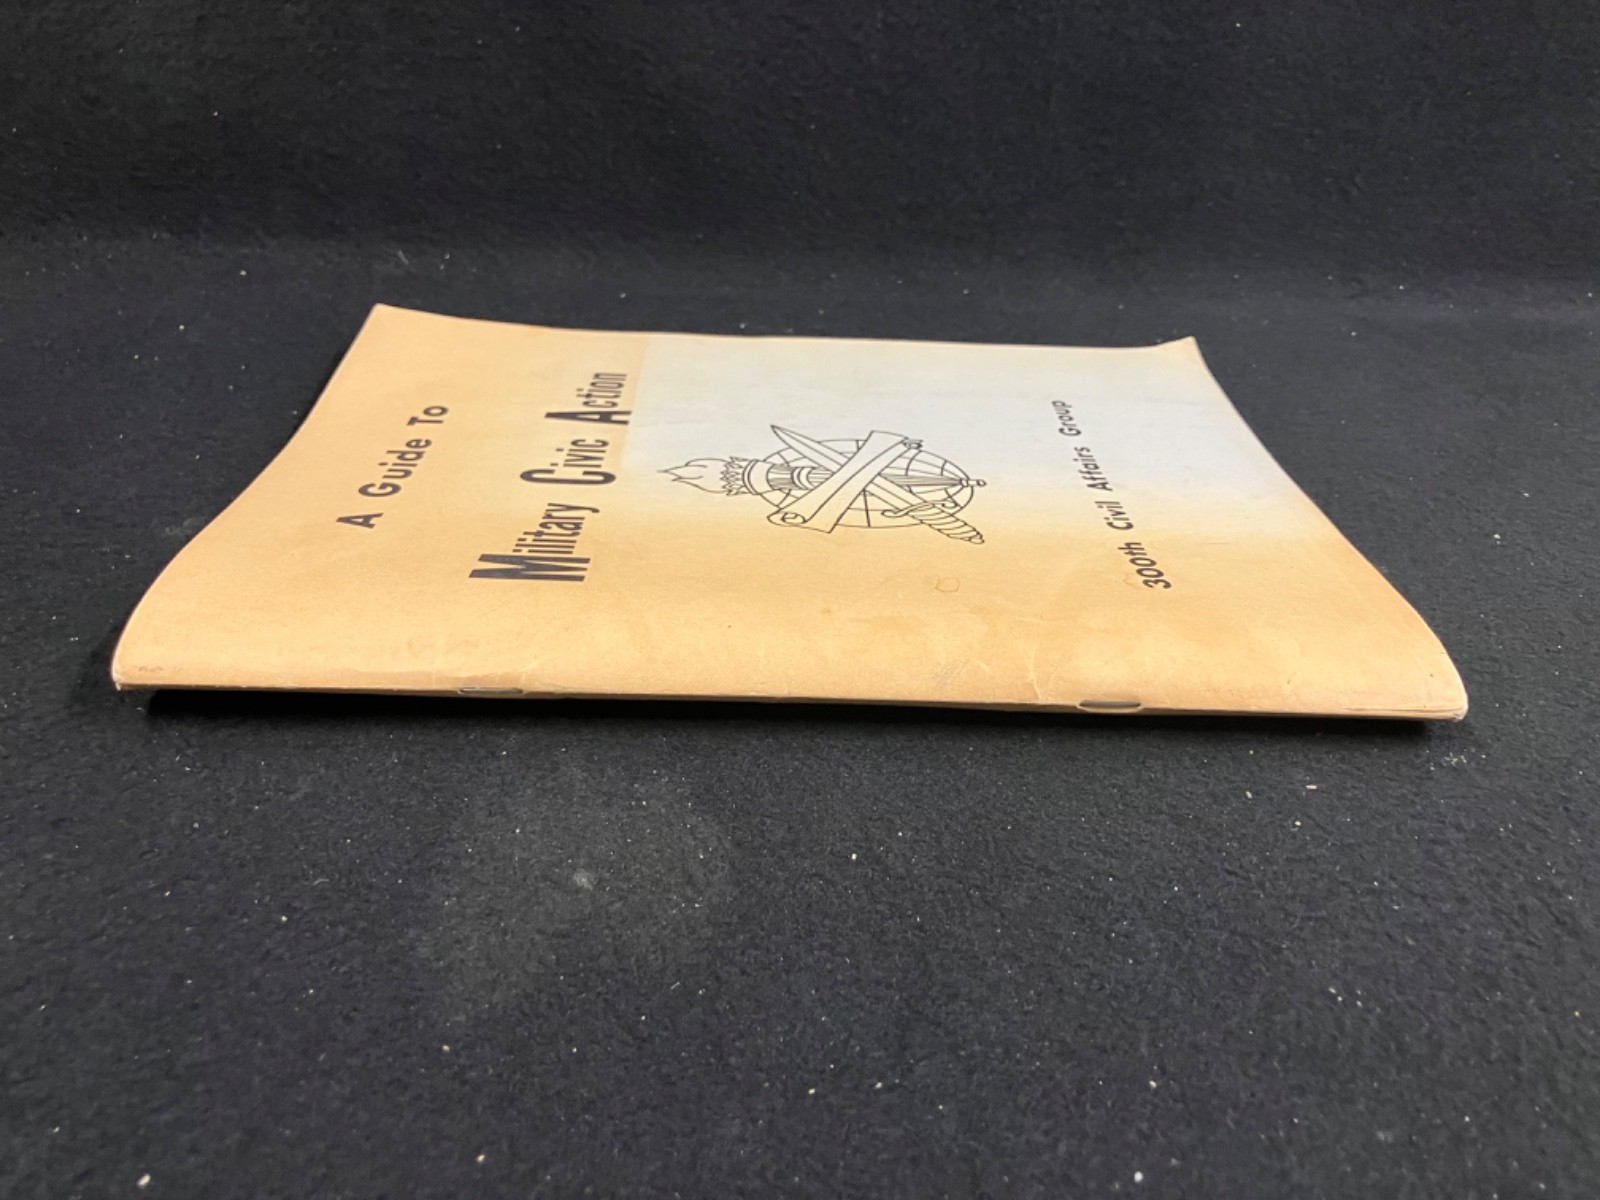 A Guide To
Military Civic Action
300th Civil Affairs Group